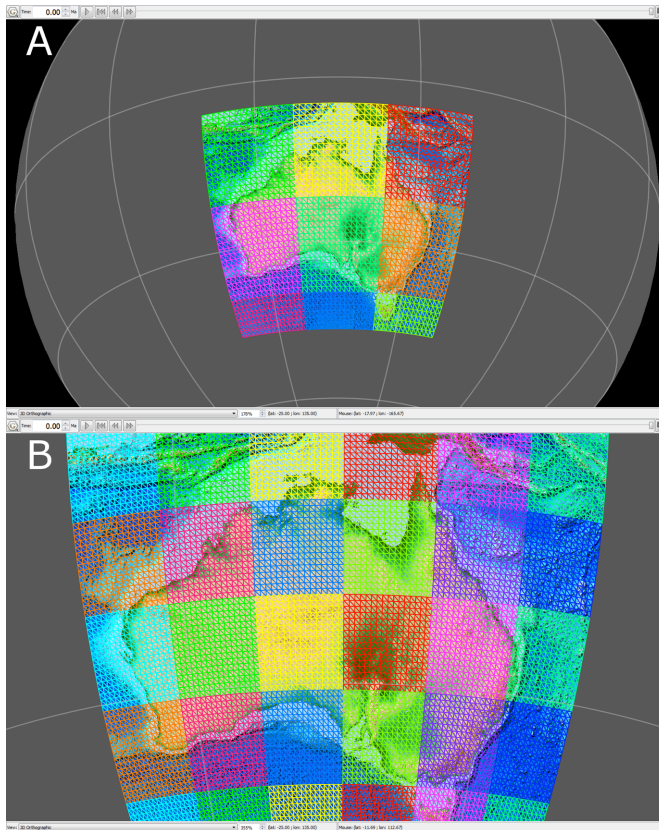 Time: 0.00 Ma
A
View: 3D Orthographic 178% (lat: -25.00 ; lon: 135.00) Mouse: (lat: -17.97 ; lon: -165.67)
Time: 0.00 Ma
B
View: 3D Orthographic 355% (lat: -25.00 ; lon: 135.00) Mouse: (lat: -11.69 ; lon: 112.67)